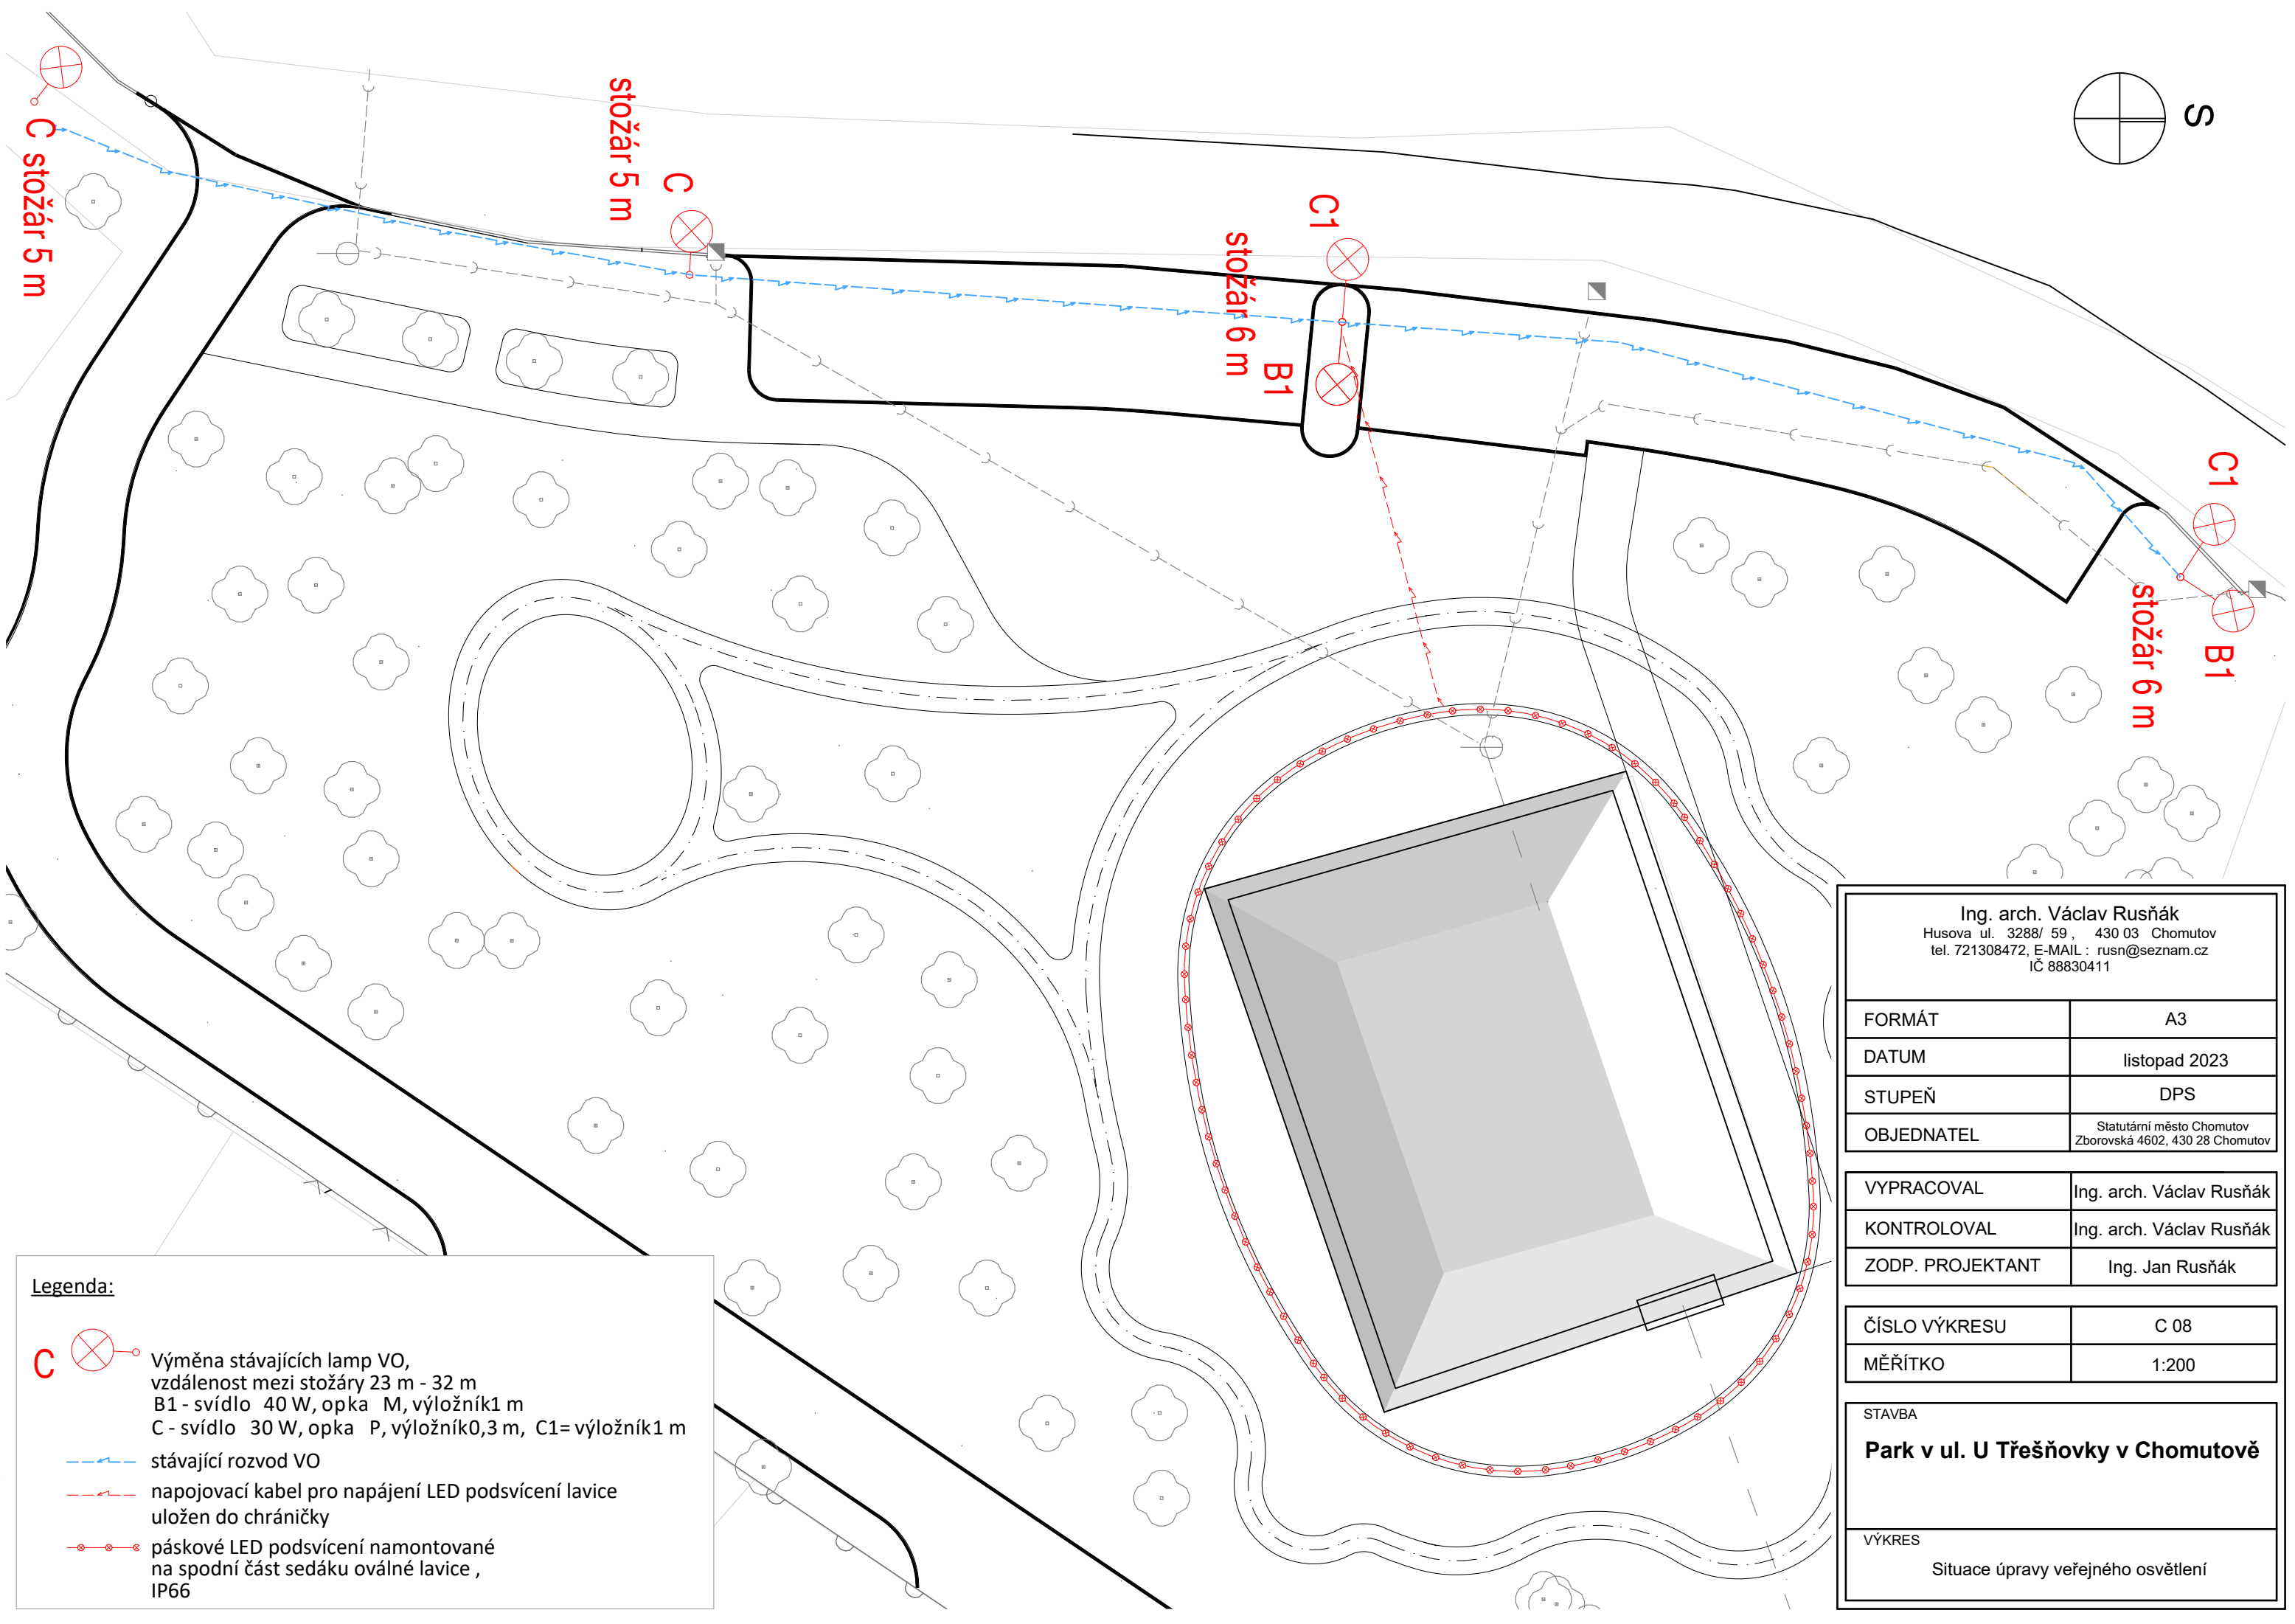 C
stožár 5 m
stožár 5 m
C
C1
stožár 6 m
B1
S
C1
B1
stožár 6 m
Legenda:
C
Výměna stávajících lamp VO,
vzdálenost mezi stožáry 23 m - 32 m
B1 - svídlo 40 W, opka M, výložník1 m
C - svídlo 30 W, opka P, výložník0,3 m, C1= výložník1 m
stávající rozvod VO
napojovací kabel pro napájení LED podsvícení lavice
uložen do chráničky
páskové LED podsvícení namontované
na spodní část sedáku oválné lavice ,
IP66
Ing. arch. Václav Rusňák
Husova ul. 3288/ 59 , 430 03 Chomutov
tel. 721308472, E-MAIL : rusn@seznam.cz
IČ 88830411
FORMÁT A3
DATUM listopad 2023
STUPEŇ DPS
OBJEDNATEL Statutární město Chomutov
Zborovská 4602, 430 28 Chomutov
VYPRACOVAL Ing. arch. Václav Rusňák
KONTROLOVAL Ing. arch. Václav Rusňák
ZODP. PROJEKTANT Ing. Jan Rusňák
ČÍSLO VÝKRESU C 08
MĚŘÍTKO 1:200
STAVBA
Park v ul. U Třešňovky v Chomutově
VÝKRES
Situace úpravy veřejného osvětlení